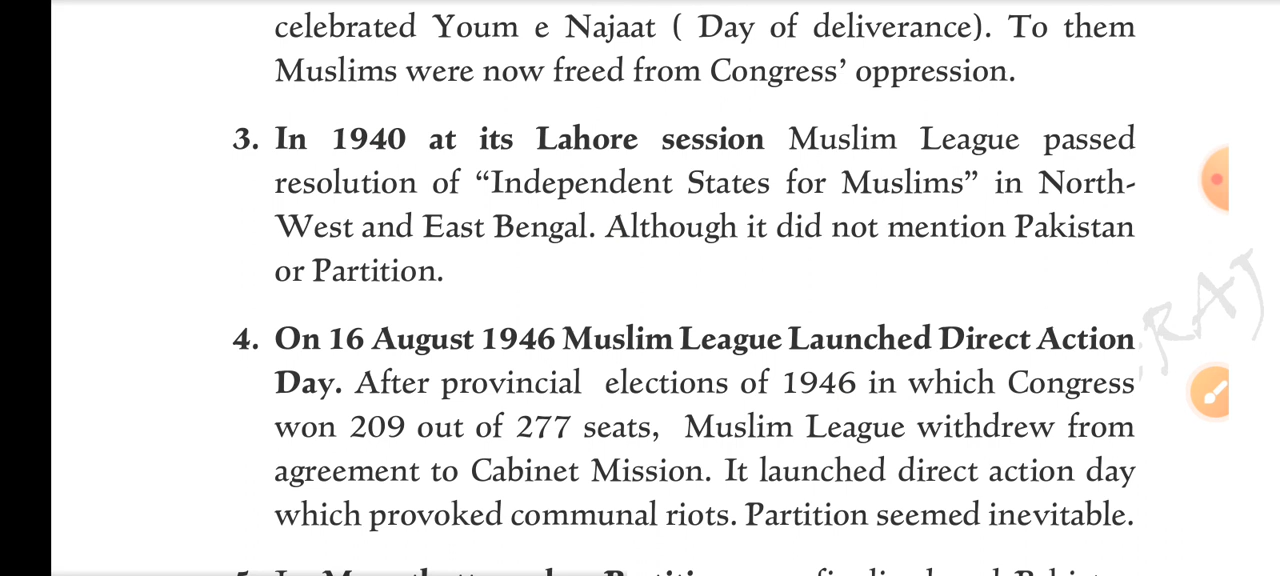 celebrated Youm e Najaat ( Day of deliverance). To them
Muslims were now freed from Congress’ oppression.
3. In 1940 at its Lahore session Muslim League passed
resolution of “Independent States for Muslims” in North-
West and East Bengal. Although it did not mention Pakistan
or Partition.
4. On 16 August 1946 Muslim League Launched Direct Action
Day. After provincial elections of 1946 in which Congress
won 209 out of 277 seats, Muslim League withdrew from
agreement to Cabinet Mission. It launched direct action day
which provoked communal riots. Partition seemed inevitable.
RAJ